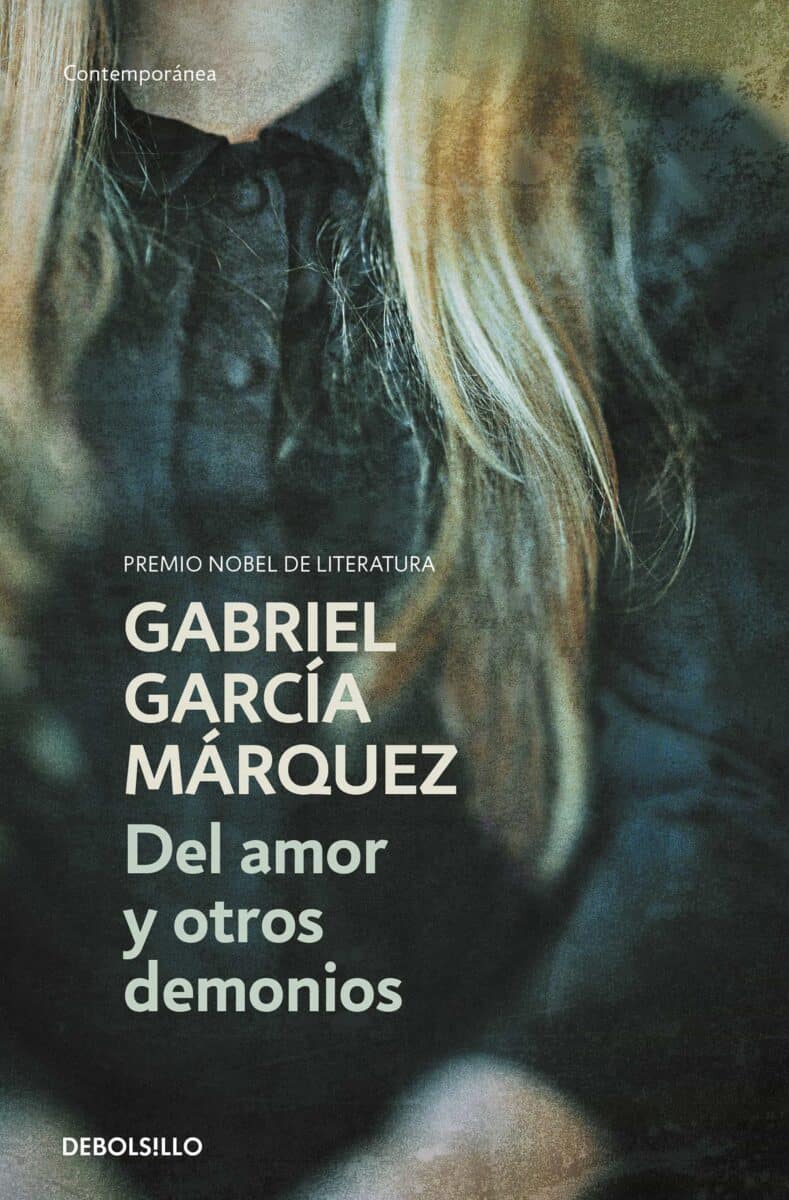 Contemporánea
PREMIO NOBEL DE LITERATURA
GABRIEL
GARCÍA
MÁRQUEZ
Del amor
y otros
demonios
DEBOLS!LLO